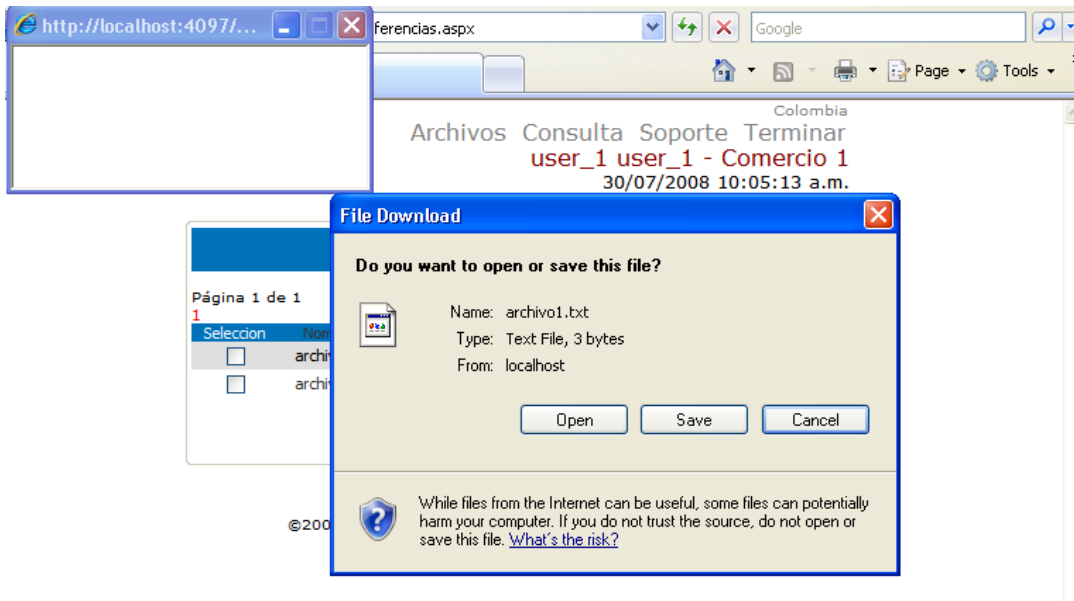 http://localhost:4097/...
ferencias.aspx
Google
Page
Tools
Colombia
Archivos Consulta Soporte Terminar
user_1 user_1 - Comercio 1
30/07/2008 10:05:13 a.m.
Página 1 de 1
1
Seleccion Nom
archiv
archiv
©200
File Download
Do you want to open or save this file?
Name: archivo1.txt
Type: Text File, 3 bytes
From: localhost
Open Save Cancel
While files from the Internet can be useful, some files can potentially
harm your computer. If you do not trust the source, do not open or
save this file. What's the risk?